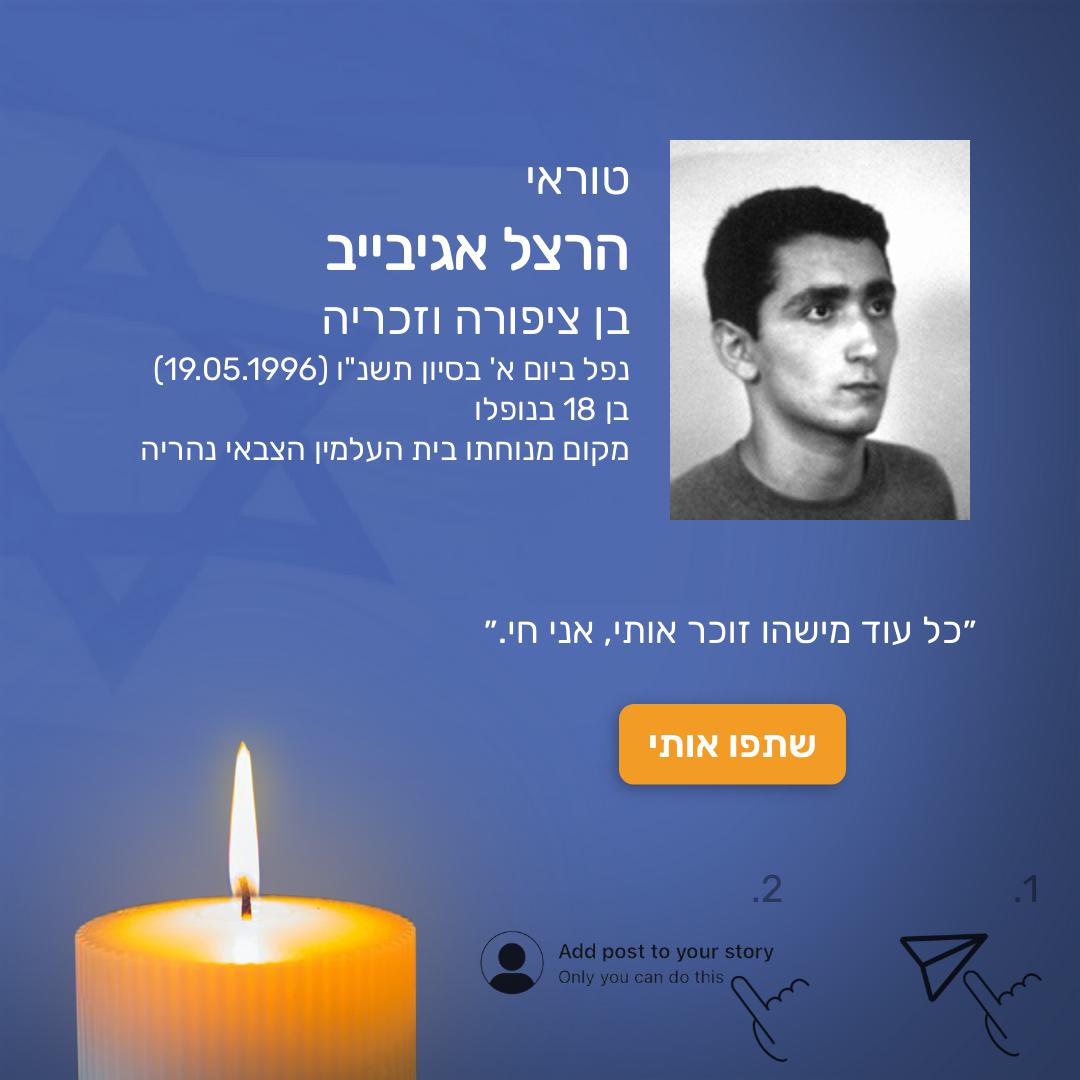 טוראי
הרצל אגיבייב
בן ציפורה וזכריה
נפל ביום א' בסיון תשנ"ו (19.05.1996)
בן 18 בנופלו
מקום מנוחתו בית העלמין הצבאי נהריה
״כל עוד מישהו זוכר אותי, אני חי.״
שתפו אותי
1.
2.
Add post to your story
Only you can do this